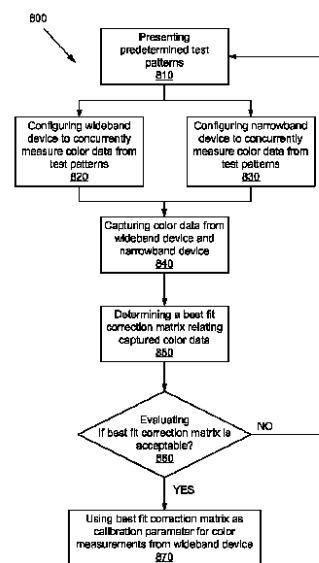 800
Presenting
predetermined test
patterns
810
Configuring wideband
device to concurrently
measure color data from
test patterns
820
Configuring narrowband
device to concurrently
measure color data from
test patterns
830
Capturing color data from
wideband device and
narrowband device
840
Determining a best fit
correction matrix relating
captured color data
850
Evaluating
if best fit correction matrix is
acceptable?
860
NO
YES
Using best fit correction matrix as
calibration parameter for color
measurements from wideband device
870